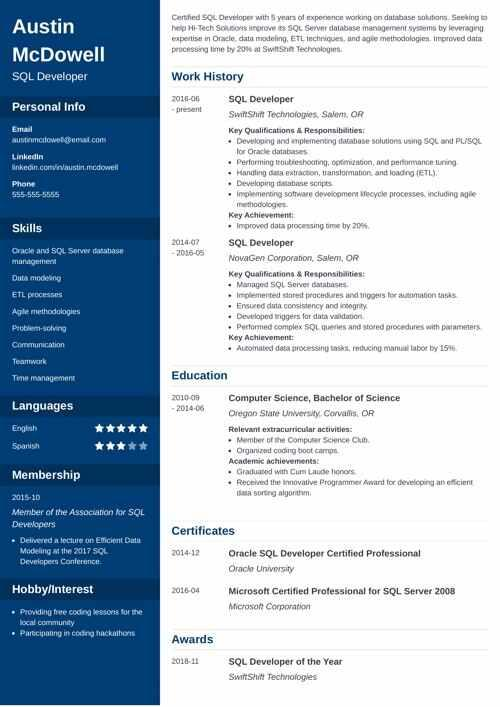 Austin
McDowell
SQL Developer
Personal Info
Email
austinmcdowell@email.com
LinkedIn
linkedin.com/in/austin.mcdowell
Phone
555-555-5555
Skills
Oracle and SQL Server database
management
Data modeling
ETL processes
Agile methodologies
Problem-solving
Communication
Teamwork
Time management
Languages
English
Spanish
Membership
2015-10
Member of the Association for SQL
Developers
• Delivered a lecture on Efficient Data
Modeling at the 2017 SQL
Developers Conference.
Hobby/Interest
• Providing free coding lessons for the
local community
• Participating in coding hackathons
Certified SQL Developer with 5 years of experience working on database solutions. Seeking to
help Hi-Tech Solutions improve its SQL Server database management systems by leveraging
expertise in Oracle, data modeling, ETL techniques, and agile methodologies. Improved data
processing time by 20% at SwiftShift Technologies.
Work History
2016-06
- present
SQL Developer
SwiftShift Technologies, Salem, OR
Key Qualifications & Responsibilities:
• Developing and implementing database solutions using SQL and PL/SQL
for Oracle databases.
• Performing troubleshooting, optimization, and performance tuning.
• Handling data extraction, transformation, and loading (ETL).
• Developing database scripts.
• Implementing software development lifecycle processes, including agile
methodologies.
Key Achievement:
• Improved data processing time by 20%.
2014-07
- 2016-05
SQL Developer
NovaGen Corporation, Salem, OR
Key Qualifications & Responsibilities:
• Managed SQL Server databases.
• Implemented stored procedures and triggers for automation tasks.
• Ensured data consistency and integrity.
• Developed triggers for data validation.
• Performed complex SQL queries and stored procedures with parameters.
Key Achievement:
• Automated data processing tasks, reducing manual labor by 15%.
Education
2010-09
- 2014-06
Computer Science, Bachelor of Science
Oregon State University, Corvallis, OR
Relevant extracurricular activities:
• Member of the Computer Science Club.
• Organized coding boot camps.
Academic achievements:
• Graduated with Cum Laude honors.
• Received the Innovative Programmer Award for developing an efficient
data sorting algorithm.
Certificates
2014-12
Oracle SQL Developer Certified Professional
Oracle University
2016-04
Microsoft Certified Professional for SQL Server 2008
Microsoft Corporation
Awards
2018-11
SQL Developer of the Year
SwiftShift Technologies